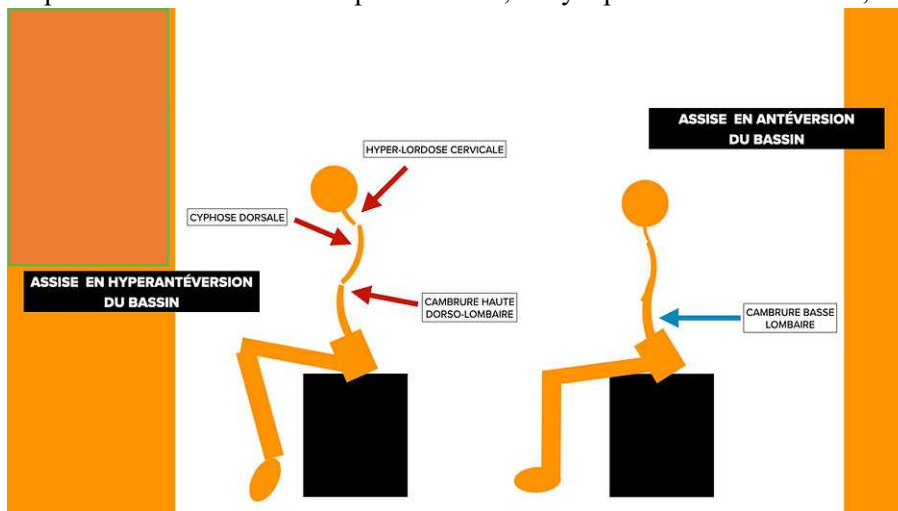 HYPER-LORDOSE CERVICALE
CYPHOSE DORSALE
ASSISE EN HYPERANTÉVERSION
DU BASSIN
CAMBRURE HAUTE
DORSO-LOMBAIRE
ASSISE EN ANTÉVERSION
DU BASSIN
CAMBRURE BASSE
LOMBAIRE